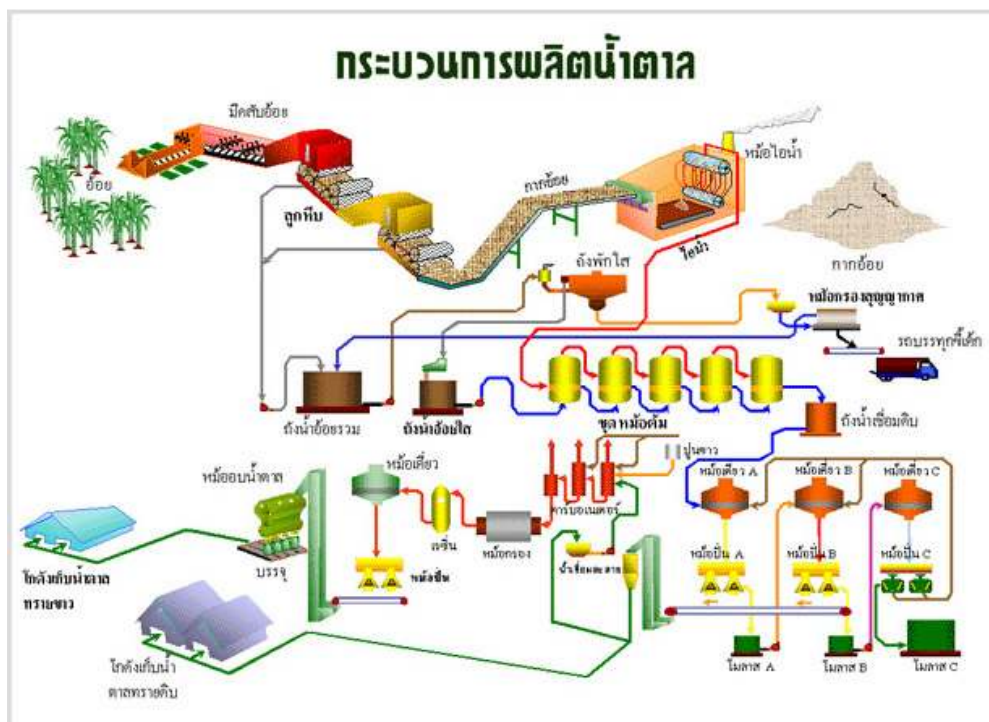 กระบวนการผลิตน้ำตาล
มีดสับอ้อย
อ้อย
ลูกหีบ
กากอ้อย
หม้อไอน้ำ
ไอน้ำ
กากอ้อย
ถังพักใส
หม้อกรองสุญญากาศ
รถบรรทุกขี้เค้ก
ถังน้ำอ้อยรวม
ถังน้ำอ้อยใส
ชุดหม้อต้ม
ถังน้ำเชื่อมดิบ
หม้ออบน้ำตาล
หม้อเคี่ยว
ปูนขาว
หม้อเคี่ยว A
หม้อเคี่ยว B
หม้อเคี่ยว C
คาร์บอเนเตอร์
เรซิ่น
หม้อกรอง
บรรจุ
หม้อปั่น
หม้อปั่น A
หม้อปั่น B
หม้อปั่น C
โกดังเก็บน้ำตาล
ทรายขาว
โกดังเก็บน้ำ
ตาลทรายดิบ
โมลาส A
โมลาส B
โมลาส C